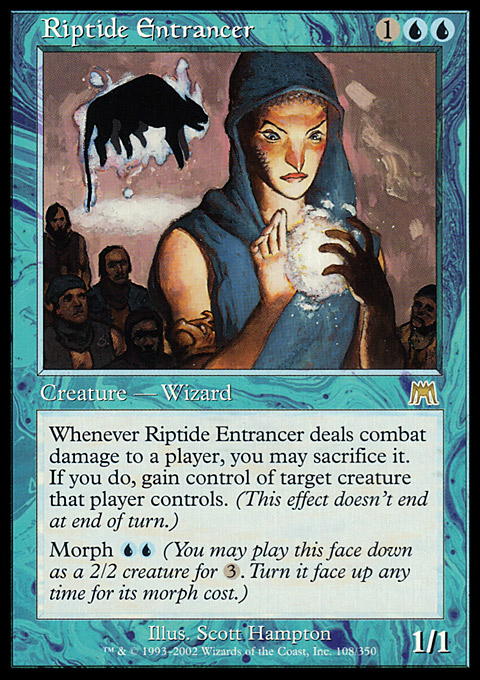 Riptide Entrancer 1
Creature — Wizard
Whenever Riptide Entrancer deals combat
damage to a player, you may sacrifice it.
If you do, gain control of target creature
that player controls. (This effect doesn't end
at end of turn.)
Morph (You may play this face down
as a 2/2 creature for 3. Turn it face up any
time for its morph cost.)
Illus. Scott Hampton
1/1
™ & © 1993-2002 Wizards of the Coast, Inc. 108/350